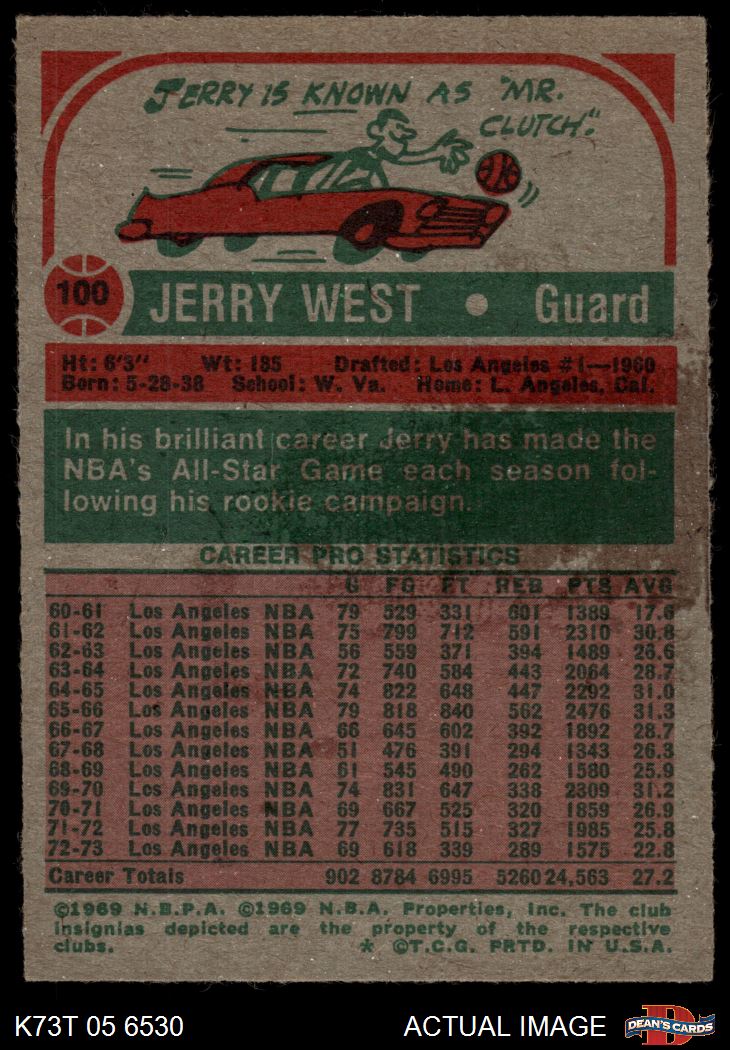 JERRY IS KNOWN AS "MR.
CLUTCH."
100
JERRY WEST • Guard
Ht: 6'3" Wt: 185 Drafted: Los Angeles #1—1960
Born: 5-28-38 School: W. Va. Home: L. Angeles, Cal.
In his brilliant career Jerry has made the
NBA's All-Star Game each season fol-
lowing his rookie campaign.
CAREER PRO STATISTICS
G FG FT REB PTS AVG
60-61 Los Angeles NBA 79 529 331 601 1389 17.6
61-62 Los Angeles NBA 75 799 712 591 2310 30.8
62-63 Los Angeles NBA 56 559 371 394 1489 26.6
63-64 Los Angeles NBA 72 740 584 443 2064 28.7
64-65 Los Angeles NBA 74 822 648 447 2292 31.0
65-66 Los Angeles NBA 79 818 840 562 2476 31.3
66-67 Los Angeles NBA 66 645 602 392 1892 28.7
67-68 Los Angeles NBA 51 476 391 294 1343 26.3
68-69 Los Angeles NBA 61 545 490 262 1580 25.9
69-70 Los Angeles NBA 74 831 647 338 2309 31.2
70-71 Los Angeles NBA 69 667 525 320 1859 26.9
71-72 Los Angeles NBA 77 735 515 327 1985 25.8
72-73 Los Angeles NBA 69 618 339 289 1575 22.8
Career Totals 902 8784 6995 5260 24,563 27.2
©1969 N.B.P.A. ©1969 N.B.A. Properties, Inc. The club
insignias depicted are the property of the respective
clubs. * ©T.C.G. PRTD. IN U.S.A.
K73T 05 6530 ACTUAL IMAGE D DEAN'S CARDS